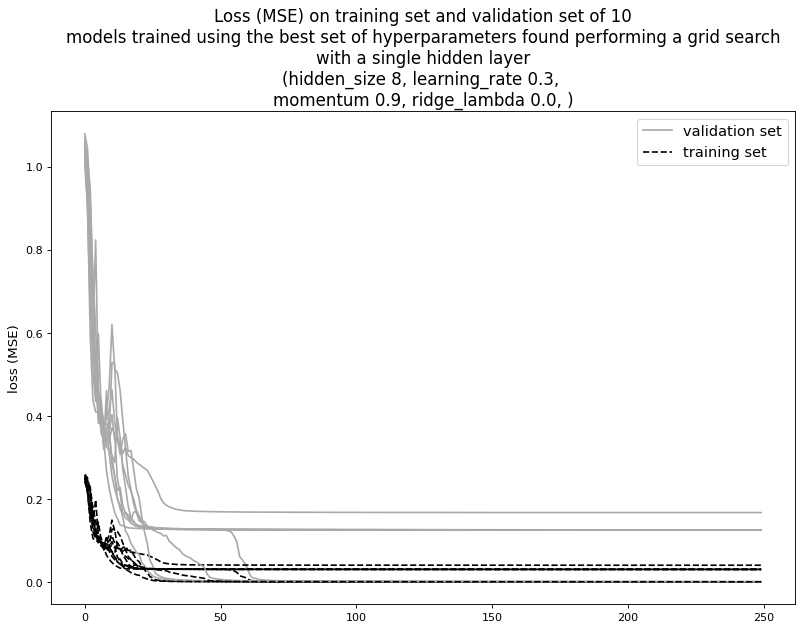 Loss (MSE) on training set and validation set of 10
models trained using the best set of hyperparameters found performing a grid search
with a single hidden layer
(hidden_size 8, learning_rate 0.3,
momentum 0.9, ridge_lambda 0.0, )
validation set
training set
1.0
0.8
0.6
0.4
0.2
0.0
loss (MSE)
0 50 100 150 200 250